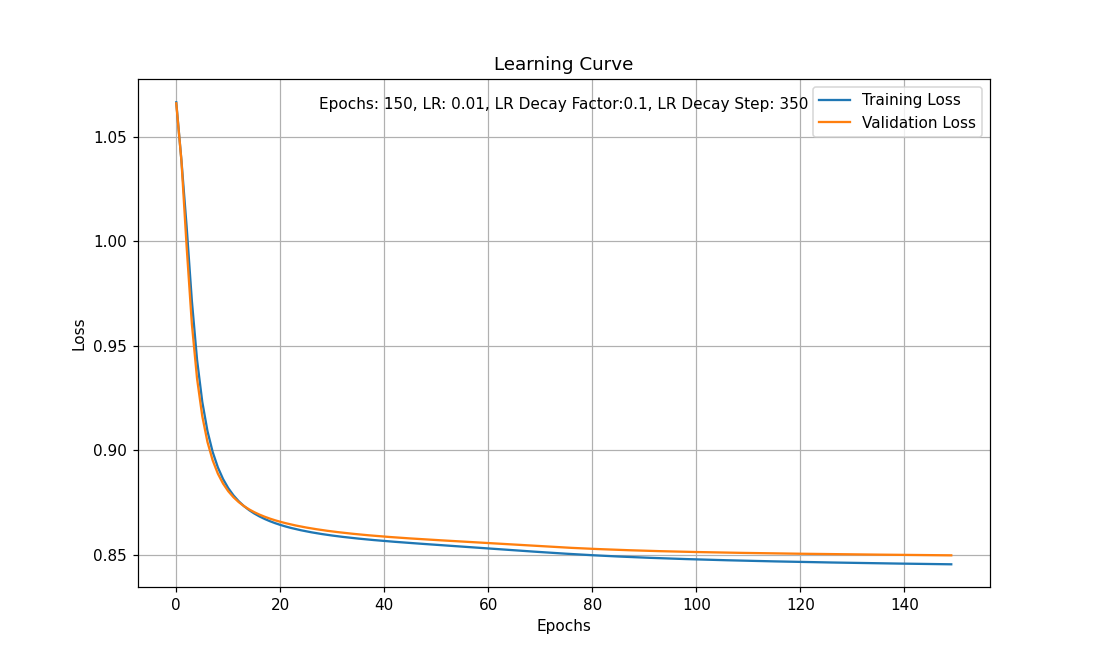 Learning Curve
Epochs: 150, LR: 0.01, LR Decay Factor:0.1, LR Decay Step: 350
Training Loss
Validation Loss
Loss
1.05
1.00
0.95
0.90
0.85
0 20 40 60 80 100 120 140
Epochs